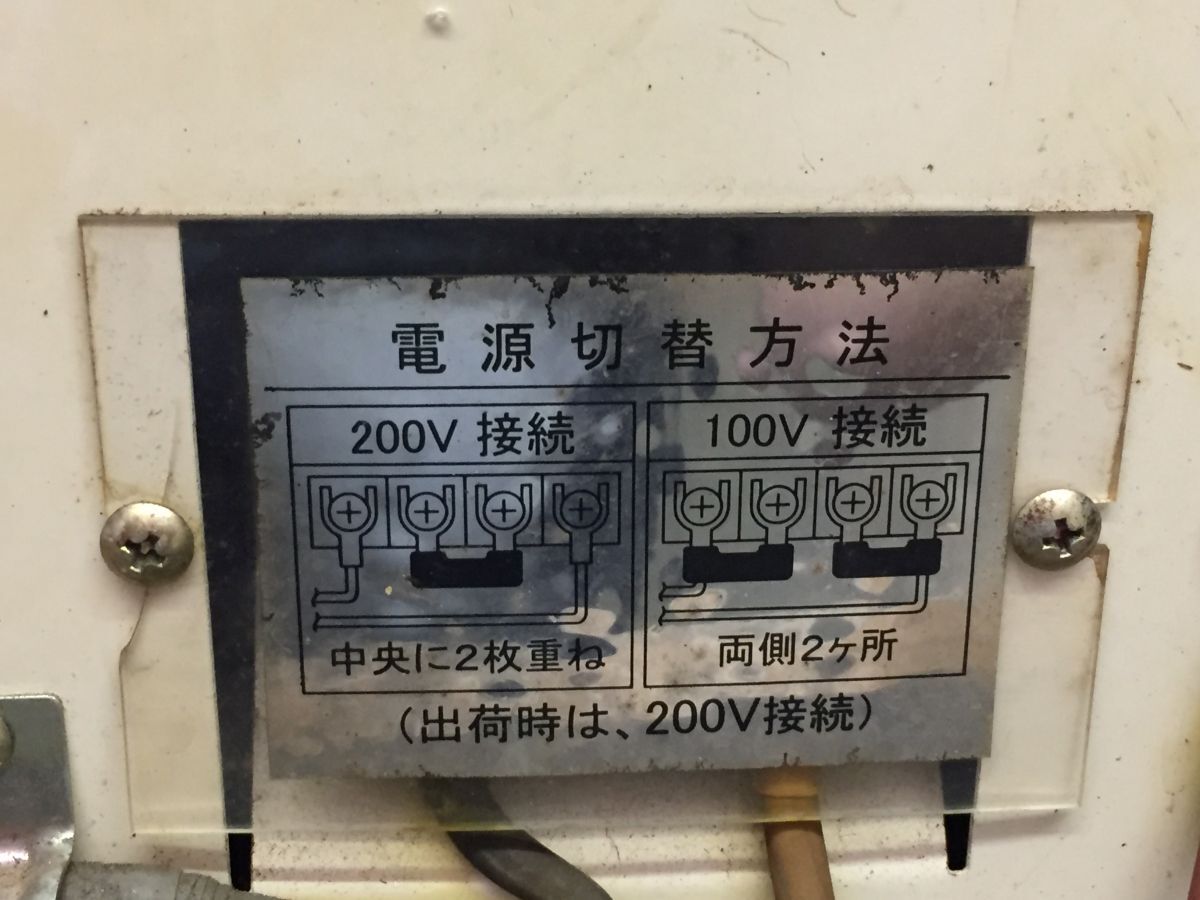 電源切替方法
200V 接続
100V 接続
中央に2枚重ね
両側2ヶ所
(出荷時は、200V接続)